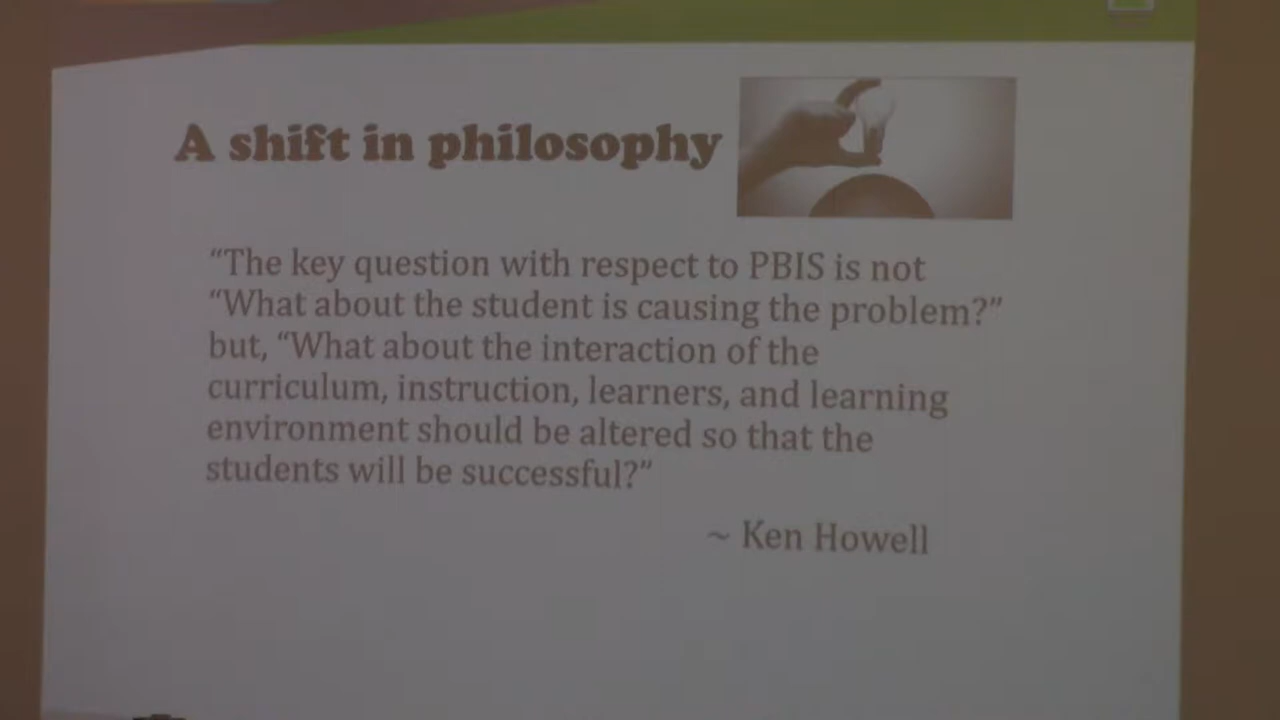 A shift in philosophy
“The key question with respect to PBIS is not
“What about the student is causing the problem?”
but, “What about the interaction of the
curriculum, instruction, learners, and learning
environment should be altered so that the
students will be successful?”
~ Ken Howell